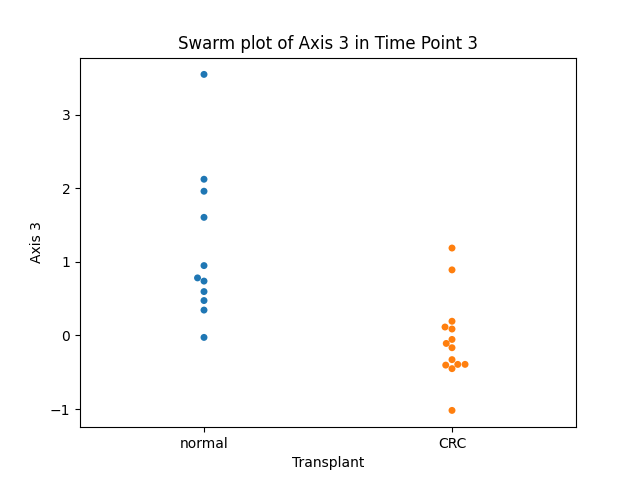 Swarm plot of Axis 3 in Time Point 3
3
2
1
0
−1
Axis 3
normal
CRC
Transplant